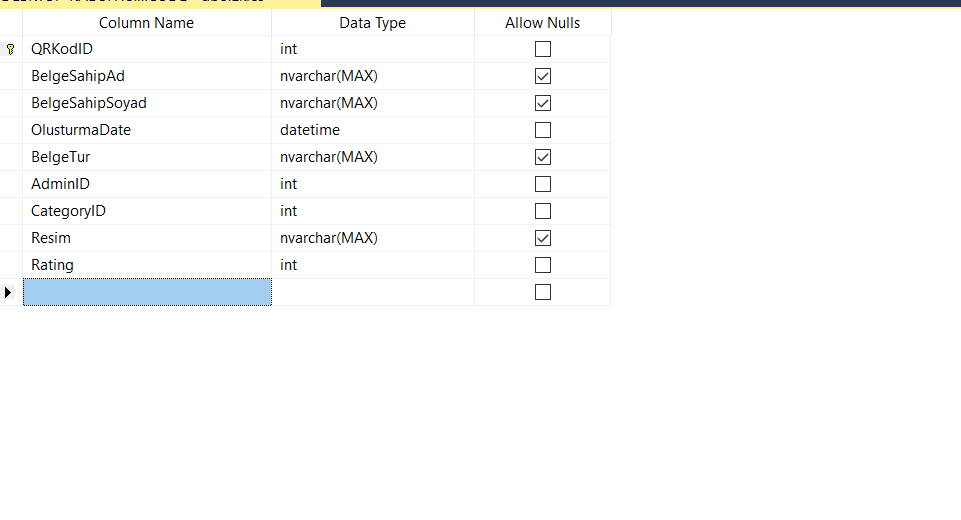 Column Name Data Type Allow Nulls
QRKodID int
BelgeSahipAd nvarchar(MAX)
BelgeSahipSoyad nvarchar(MAX)
OlusturmaDate datetime
BelgeTur nvarchar(MAX)
AdminID int
CategoryID int
Resim nvarchar(MAX)
Rating int